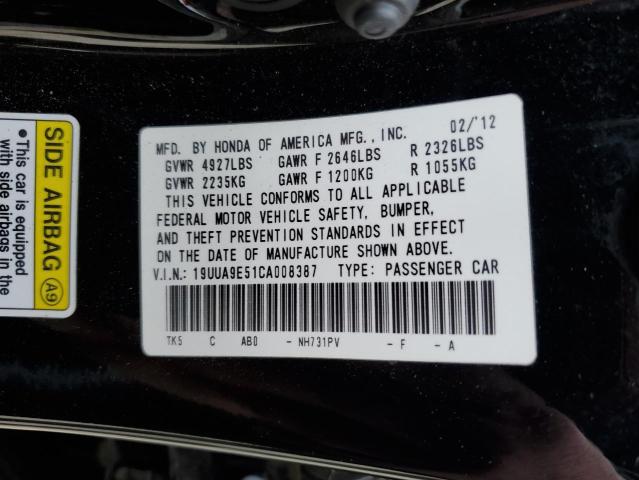 SIDE AIRBAG A9
• This car is equipped
with side airbags in the
MFD. BY HONDA OF AMERICA MFG., INC. 02/'12
GVWR 4927LBS GAWR F 2646LBS R 2326LBS
GVWR 2235KG GAWR F 1200KG R 1055KG
THIS VEHICLE CONFORMS TO ALL APPLICABLE
FEDERAL MOTOR VEHICLE SAFETY, BUMPER,
AND THEFT PREVENTION STANDARDS IN EFFECT
ON THE DATE OF MANUFACTURE SHOWN ABOVE.
V.I.N.: 19UUA9E51CA008387 TYPE: PASSENGER CAR
TK5 C AB0 - NH731PV - F - A